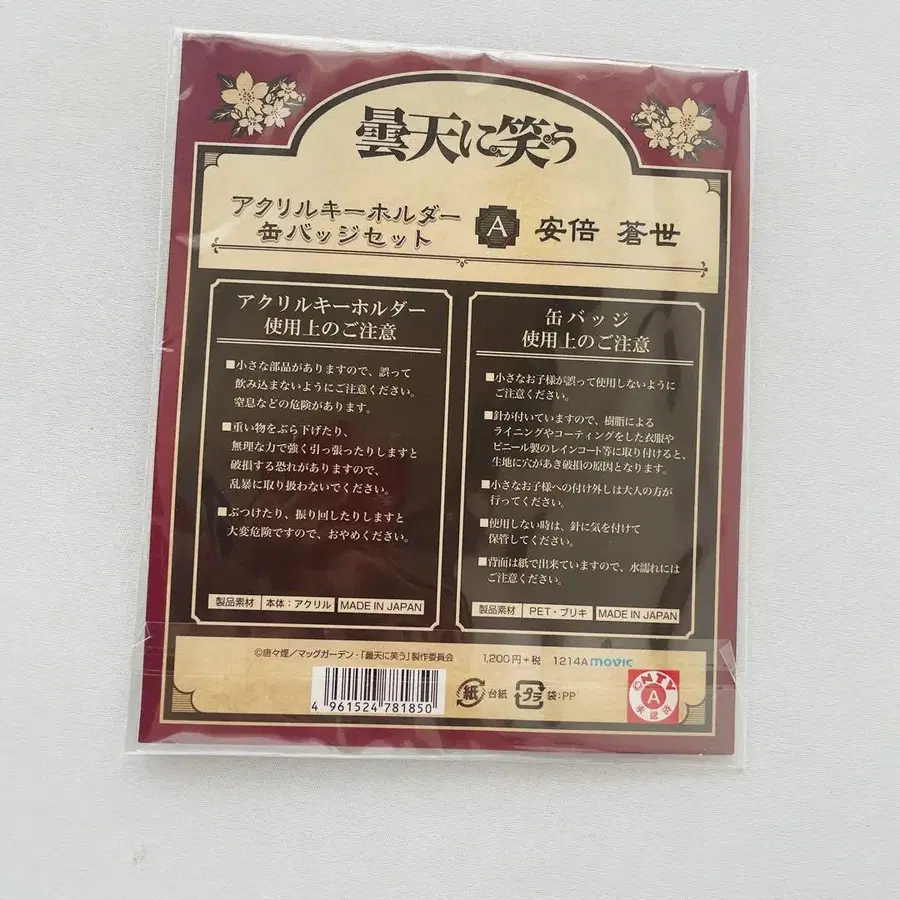 曇天に笑う
アクリルキーホルダー
缶バッジセット
A 安倍 蒼世
アクリルキーホルダー
使用上のご注意
■小さな部品がありますので、誤って
飲み込まないようにご注意ください。
窒息などの危険があります。
■重い物をぶら下げたり、
無理な力で強く引っ張ったりしますと
破損する恐れがありますので、
乱暴に取り扱わないでください。
■ぶつけたり、振り回したりしますと
大変危険ですので、おやめください。
製品素材 本体:アクリル MADE IN JAPAN
缶バッジ
使用上のご注意
■小さなお子様が誤って使用しないように
ご注意ください。
■針が付いていますので、樹脂による
ライニングやコーティングをした衣服や
ビニール製のレインコート等に取り付けると、
生地に穴があき破損の原因となります。
■小さなお子様への付け外しは大人の方が
行ってください。
■使用しない時は、針に気を付けて
保管してください。
■背面は紙で出来ていますので、水濡れには
ご注意ください。
製品素材 PET・ブリキ MADE IN JAPAN
©唐々煙/マッグガーデン・「曇天に笑う」製作委員会
1,200円+税 1214A movic
4 961524 781850
紙 台紙 プラ 袋:PP
©NTV
A
承認済